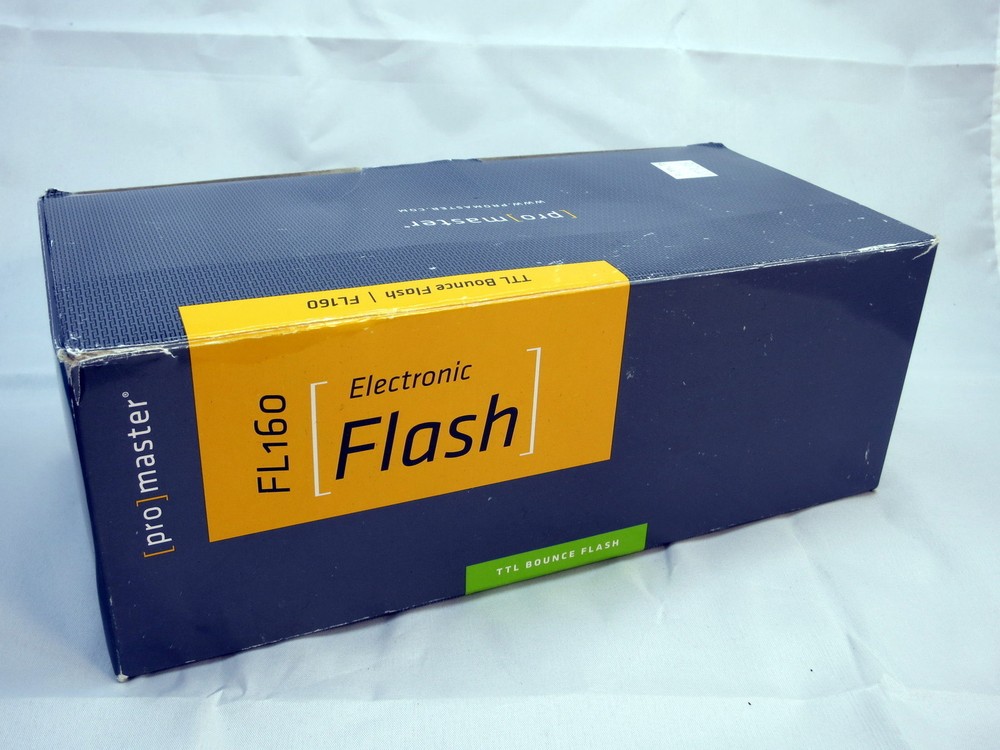 [pro]master®
WWW.PROMASTER.COM
TTL Bounce Flash | FL160
[pro]master®
FL160
[Electronic
Flash]
TTL BOUNCE FLASH